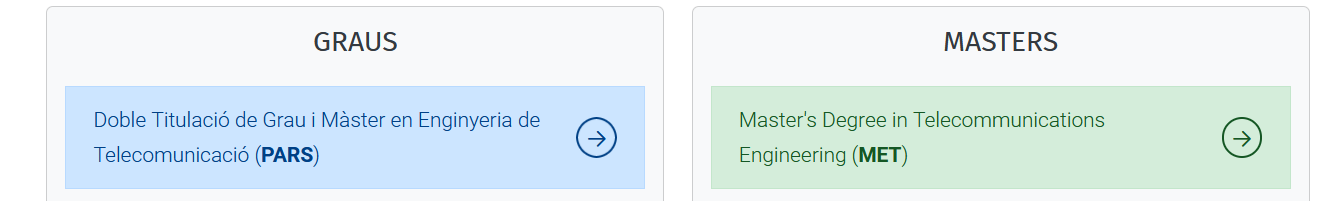 GRAUS
Doble Titulació de Grau i Màster en Enginyeria de
Telecomunicació (PARS)
MASTERS
Master's Degree in Telecommunications
Engineering (MET)